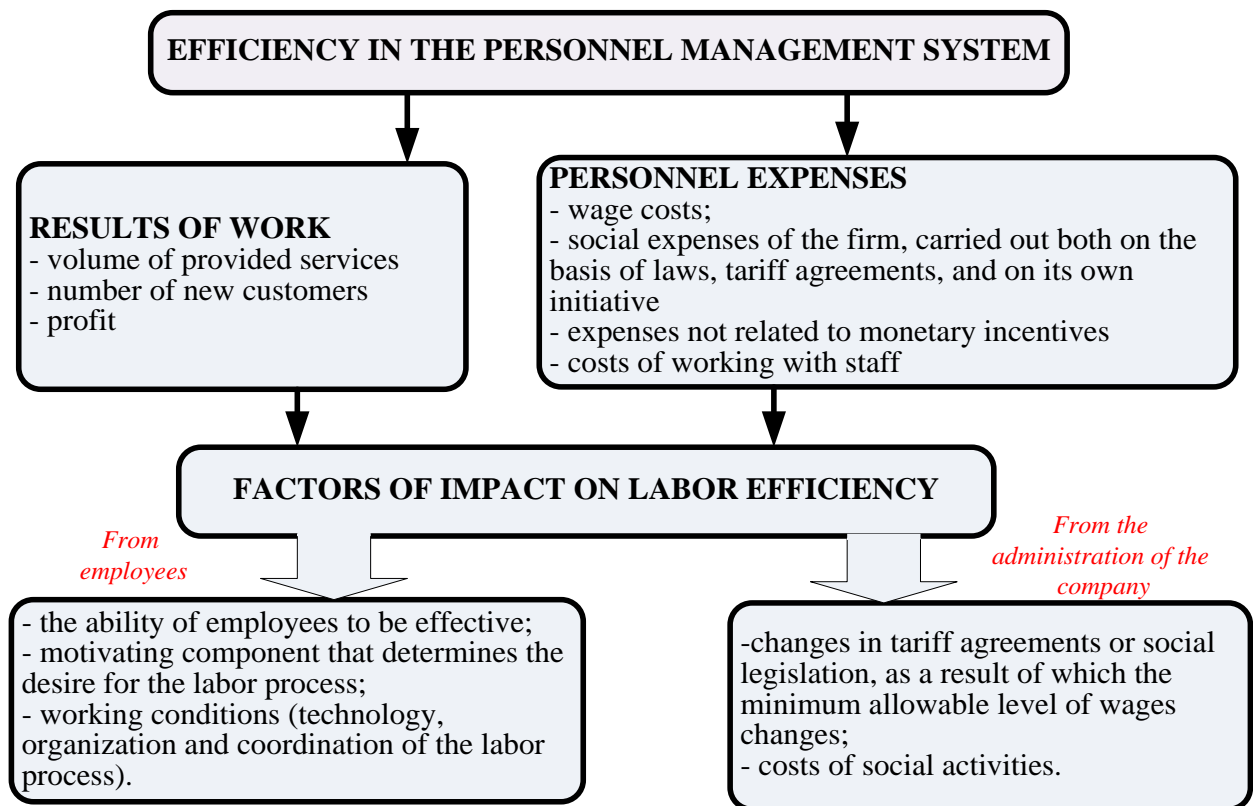 EFFICIENCY IN THE PERSONNEL MANAGEMENT SYSTEM
RESULTS OF WORK
- volume of provided services
- number of new customers
- profit
PERSONNEL EXPENSES
- wage costs;
- social expenses of the firm, carried out both on the
basis of laws, tariff agreements, and on its own
initiative
- expenses not related to monetary incentives
- costs of working with staff
FACTORS OF IMPACT ON LABOR EFFICIENCY
From
employees
From the
administration of the
company
- the ability of employees to be effective;
- motivating component that determines the
desire for the labor process;
- working conditions (technology,
organization and coordination of the labor
process).
-changes in tariff agreements or social
legislation, as a result of which the
minimum allowable level of wages
changes;
- costs of social activities.